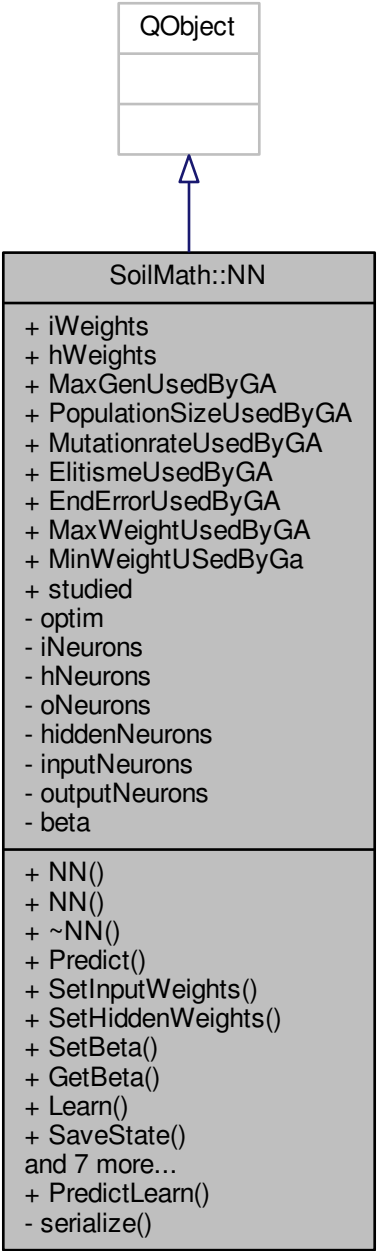 QObject
SoilMath::NN
+ iWeights
+ hWeights
+ MaxGenUsedByGA
+ PopulationSizeUsedByGA
+ MutationrateUsedByGA
+ ElitismeUsedByGA
+ EndErrorUsedByGA
+ MaxWeightUsedByGA
+ MinWeightUSedByGa
+ studied
- optim
- iNeurons
- hNeurons
- oNeurons
- hiddenNeurons
- inputNeurons
- outputNeurons
- beta
+ NN()
+ NN()
+ ~NN()
+ Predict()
+ SetInputWeights()
+ SetHiddenWeights()
+ SetBeta()
+ GetBeta()
+ Learn()
+ SaveState()
and 7 more...
+ PredictLearn()
- serialize()